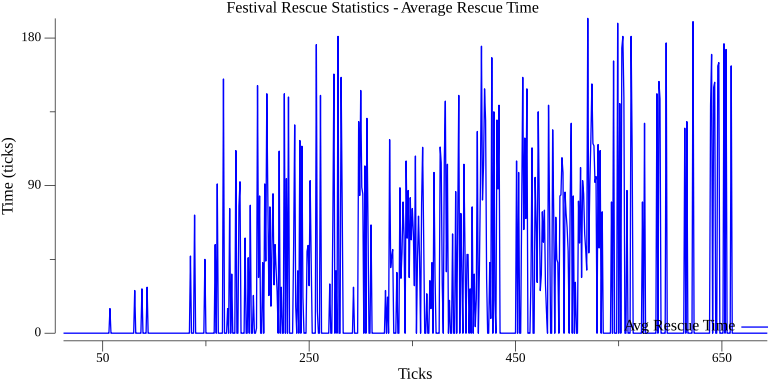 Festival Rescue Statistics - Average Rescue Time
Time (ticks)
180
90
0
Avg Rescue Time
50
250
450
650
Ticks